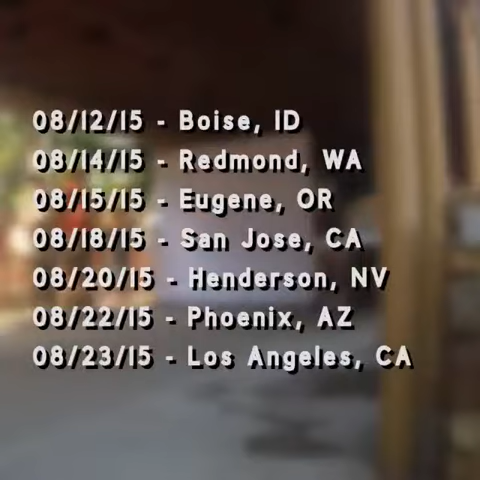 08/12/15 - Boise, ID
08/14/15 - Redmond, WA
08/15/15 - Eugene, OR
08/18/15 - San Jose, CA
08/20/15 - Henderson, NV
08/22/15 - Phoenix, AZ
08/23/15 - Los Angeles, CA